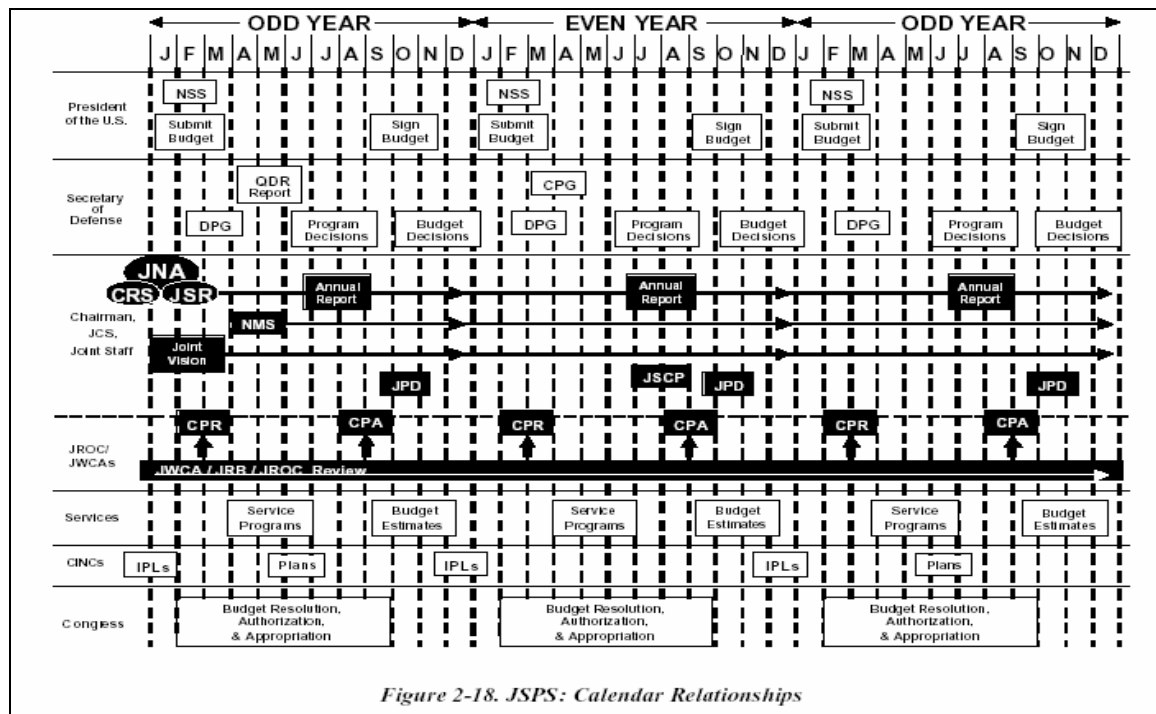 ODD YEAR EVEN YEAR ODD YEAR
J F M A M J J A S O N D J F M A M J J A S O N D J F M A M J J A S O N D
President
of the U.S.
NSS NSS NSS
Submit
Budget
Sign
Budget
Submit
Budget
Sign
Budget
Submit
Budget
Sign
Budget
Secretary
of
Defense
QDR
Report
CPG
DPG
Program
Decisions
Budget
Decisions
DPG
Program
Decisions
Budget
Decisions
DPG
Program
Decisions
Budget
Decisions
Chairman,
JCS,
Joint Staff
JNA
CRS JSR
Annual
Report
Annual
Report
Annual
Report
NMS
Joint
Vision
JPD JSCP JPD JPD
JROC/
JWCAs
CPR CPA CPR CPA CPR CPA
JWCA / JRB / JROC Review
Services
Service
Programs
Budget
Estimates
Service
Programs
Budget
Estimates
Service
Programs
Budget
Estimates
CINCs
IPLs Plans IPLs IPLs Plans
Congress
Budget Resolution,
Authorization,
& Appropriation
Budget Resolution,
Authorization,
& Appropriation
Budget Resolution,
Authorization,
& Appropriation
Figure 2-18. JSPS: Calendar Relationships